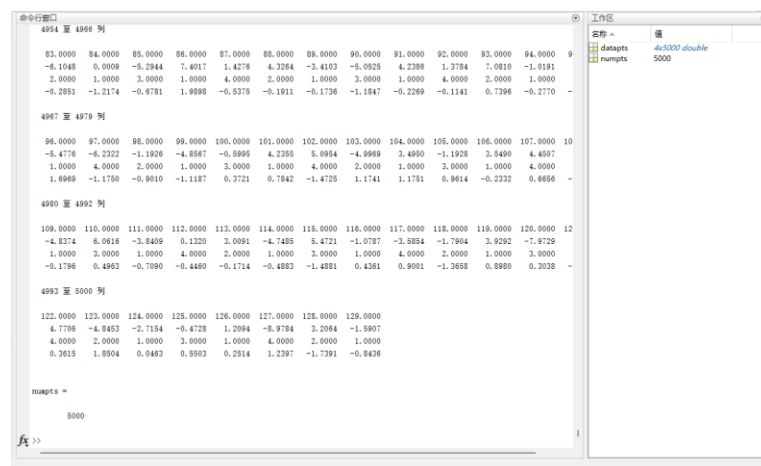 命令行窗口
4954 至 4966 列
83.0000 84.0000 85.0000 86.0000 87.0000 88.0000 89.0000 90.0000 91.0000 92.0000 93.0000 94.0000 9
-6.1048 0.0009 -5.2944 7.4017 1.4276 4.3264 -3.4103 -5.0525 4.2386 1.3784 7.0810 -1.0191
2.0000 1.0000 3.0000 1.0000 4.0000 2.0000 1.0000 3.0000 1.0000 4.0000 2.0000 1.0000
-0.2851 -1.2174 -0.6781 1.9898 -0.5375 -0.1911 -0.1736 -1.1847 -0.2269 -0.1141 0.7396 -0.2770 -
4967 至 4979 列
96.0000 97.0000 98.0000 99.0000 100.0000 101.0000 102.0000 103.0000 104.0000 105.0000 106.0000 107.0000 10
-5.4776 -6.2322 -1.1926 -4.8567 -0.5995 4.2355 5.0954 -4.9969 3.4950 -1.1928 3.5490 4.4507
1.0000 4.0000 2.0000 1.0000 3.0000 1.0000 4.0000 2.0000 1.0000 3.0000 1.0000 4.0000
1.6969 -1.1750 -0.9010 -1.1187 0.3721 0.7842 -1.4725 1.1741 1.1751 0.9614 -0.2332 0.6656 -
4980 至 4992 列
109.0000 110.0000 111.0000 112.0000 113.0000 114.0000 115.0000 116.0000 117.0000 118.0000 119.0000 120.0000 12
-4.8374 6.0616 -3.8409 0.1320 3.0091 -4.7485 5.4721 -1.0787 -3.5854 -1.7904 3.9292 -7.9729
1.0000 3.0000 1.0000 4.0000 2.0000 1.0000 3.0000 1.0000 4.0000 2.0000 1.0000 3.0000
-0.1796 0.4963 -0.7090 -0.4460 -0.1714 -0.4883 -1.4881 0.4361 0.9001 -1.3658 0.8980 0.3038 -
4993 至 5000 列
122.0000 123.0000 124.0000 125.0000 126.0000 127.0000 128.0000 129.0000
4.7706 -4.8453 -2.7154 -0.4728 1.2094 -8.9784 3.2064 -1.5907
4.0000 2.0000 1.0000 3.0000 1.0000 4.0000 2.0000 1.0000
0.3615 1.8504 0.0463 0.5503 0.2514 1.2397 -1.7391 -0.8436
numpts =
5000
fx >>
工作区
名称 值
datapts 4x5000 double
numpts 5000